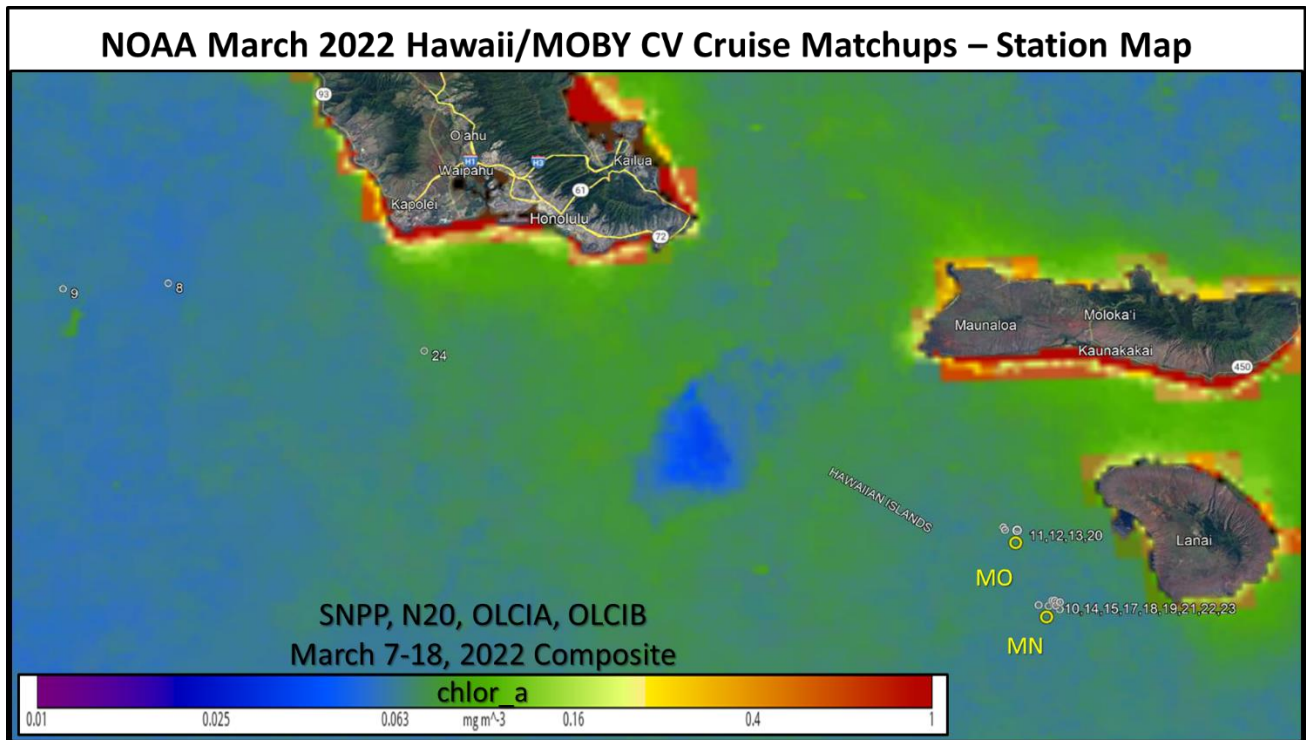 NOAA March 2022 Hawaii/MOBY CV Cruise Matchups – Station Map
93
O'ahu
H1
H3
Waipahu
Kailua
61
Kapolei
Honolulu
72
9
8
24
Maunaloa
Moloka'i
Kaunakakai
450
HAWAIIAN ISLANDS
11,12,13,20
Lanai
MO
10,14,15,17,18,19,21,22,23
MN
SNPP, N20, OLCIA, OLCIB
March 7-18, 2022 Composite
chlor_a
0.01
0.025
0.063
mg m^-3
0.16
0.4
1